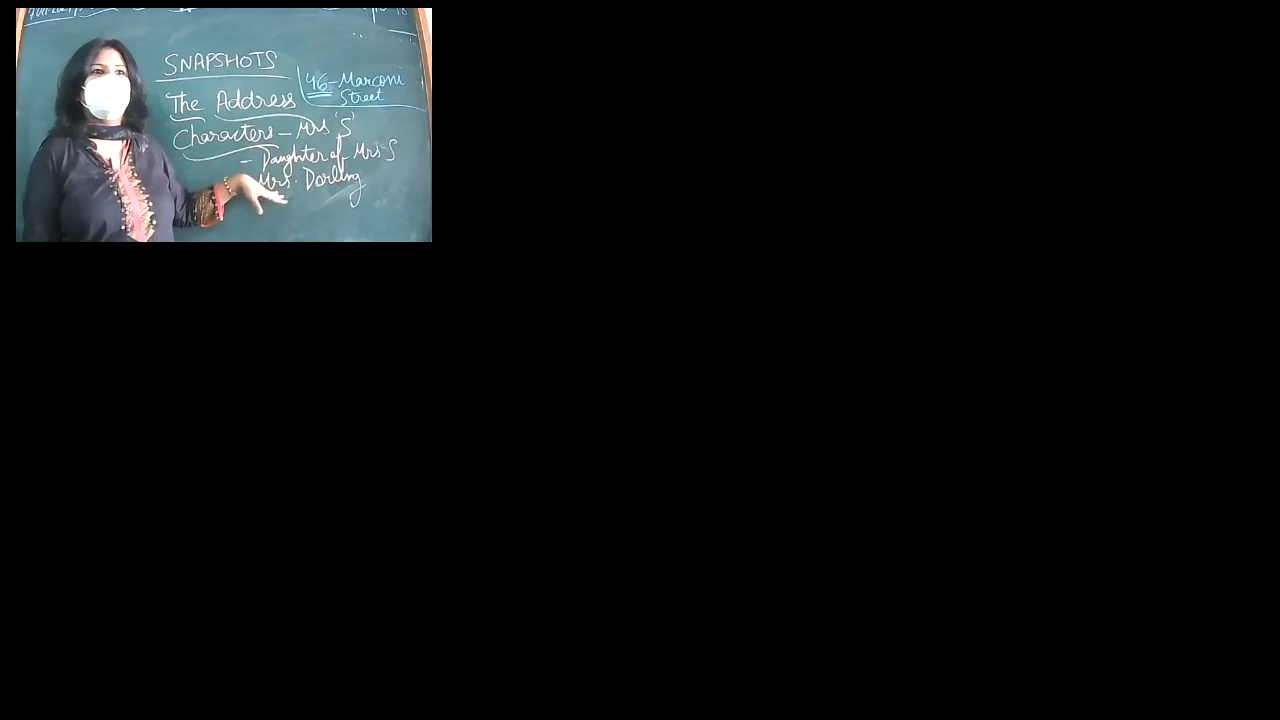 SNAPSHOTS
The Address
46-Marconi
Street
Characters - Mrs 'S'
- Daughter of Mrs S
Mrs. Dorling